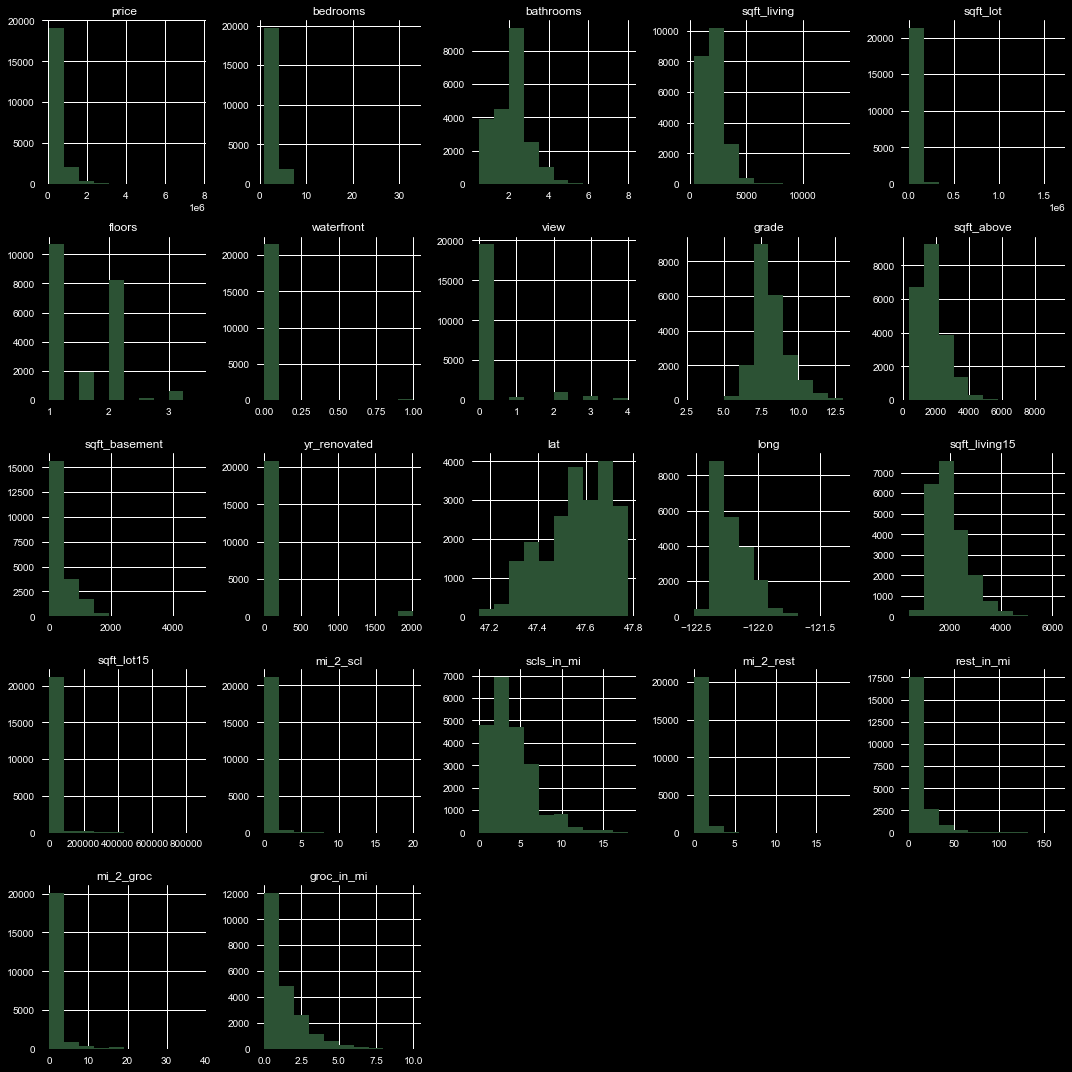 price
20000
15000
10000
5000
0
0 2 4 6 8
1e6
bedrooms
20000
15000
10000
5000
0
0 10 20 30
bathrooms
8000
6000
4000
2000
0
2 4 6 8
sqft_living
10000
8000
6000
4000
2000
0
0 5000 10000
sqft_lot
20000
15000
10000
5000
0
0.0 0.5 1.0 1.5
1e6
floors
10000
8000
6000
4000
2000
0
1 2 3
waterfront
20000
15000
10000
5000
0
0.00 0.25 0.50 0.75 1.00
view
20000
15000
10000
5000
0
0 1 2 3 4
grade
8000
6000
4000
2000
0
2.5 5.0 7.5 10.0 12.5
sqft_above
8000
6000
4000
2000
0
0 2000 4000 6000 8000
sqft_basement
15000
12500
10000
7500
5000
2500
0
0 2000 4000
yr_renovated
20000
15000
10000
5000
0
0 500 1000 1500 2000
lat
4000
3000
2000
1000
0
47.2 47.4 47.6 47.8
long
8000
6000
4000
2000
0
−122.5 −122.0 −121.5
sqft_living15
7000
6000
5000
4000
3000
2000
1000
0
2000 4000 6000
sqft_lot15
20000
15000
10000
5000
0
0 200000 400000 600000 800000
mi_2_scl
20000
15000
10000
5000
0
0 5 10 15 20
scls_in_mi
7000
6000
5000
4000
3000
2000
1000
0
0 5 10 15
mi_2_rest
20000
15000
10000
5000
0
0 5 10 15
rest_in_mi
17500
15000
12500
10000
7500
5000
2500
0
0 50 100 150
mi_2_groc
20000
15000
10000
5000
0
0 10 20 30 40
groc_in_mi
12000
10000
8000
6000
4000
2000
0
0.0 2.5 5.0 7.5 10.0